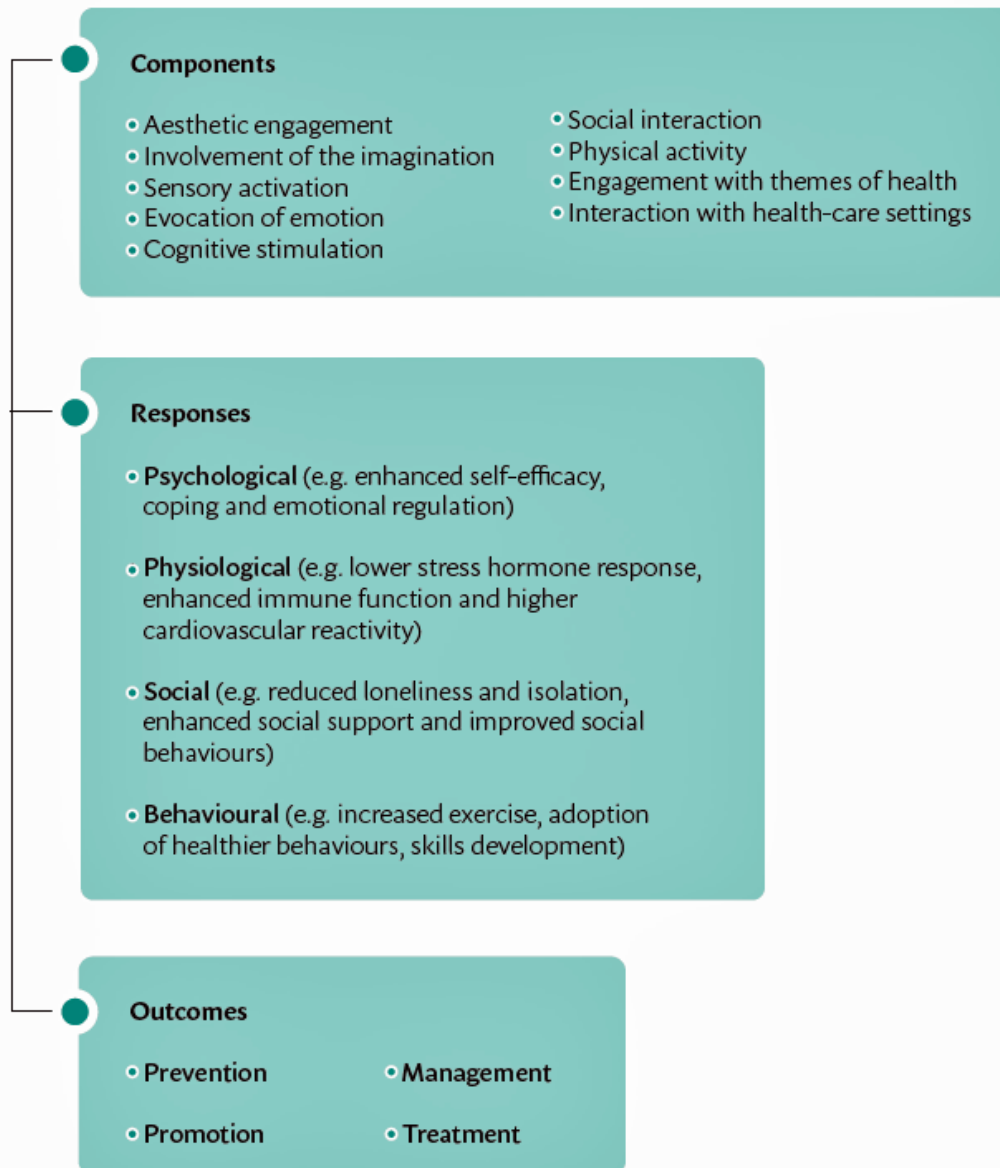 Components
Aesthetic engagement
Involvement of the imagination
Sensory activation
Evocation of emotion
Cognitive stimulation
Social interaction
Physical activity
Engagement with themes of health
Interaction with health-care settings
Responses
Psychological (e.g. enhanced self-efficacy,
coping and emotional regulation)
Physiological (e.g. lower stress hormone response,
enhanced immune function and higher
cardiovascular reactivity)
Social (e.g. reduced loneliness and isolation,
enhanced social support and improved social
behaviours)
Behavioural (e.g. increased exercise, adoption
of healthier behaviours, skills development)
Outcomes
Prevention
Management
Promotion
Treatment